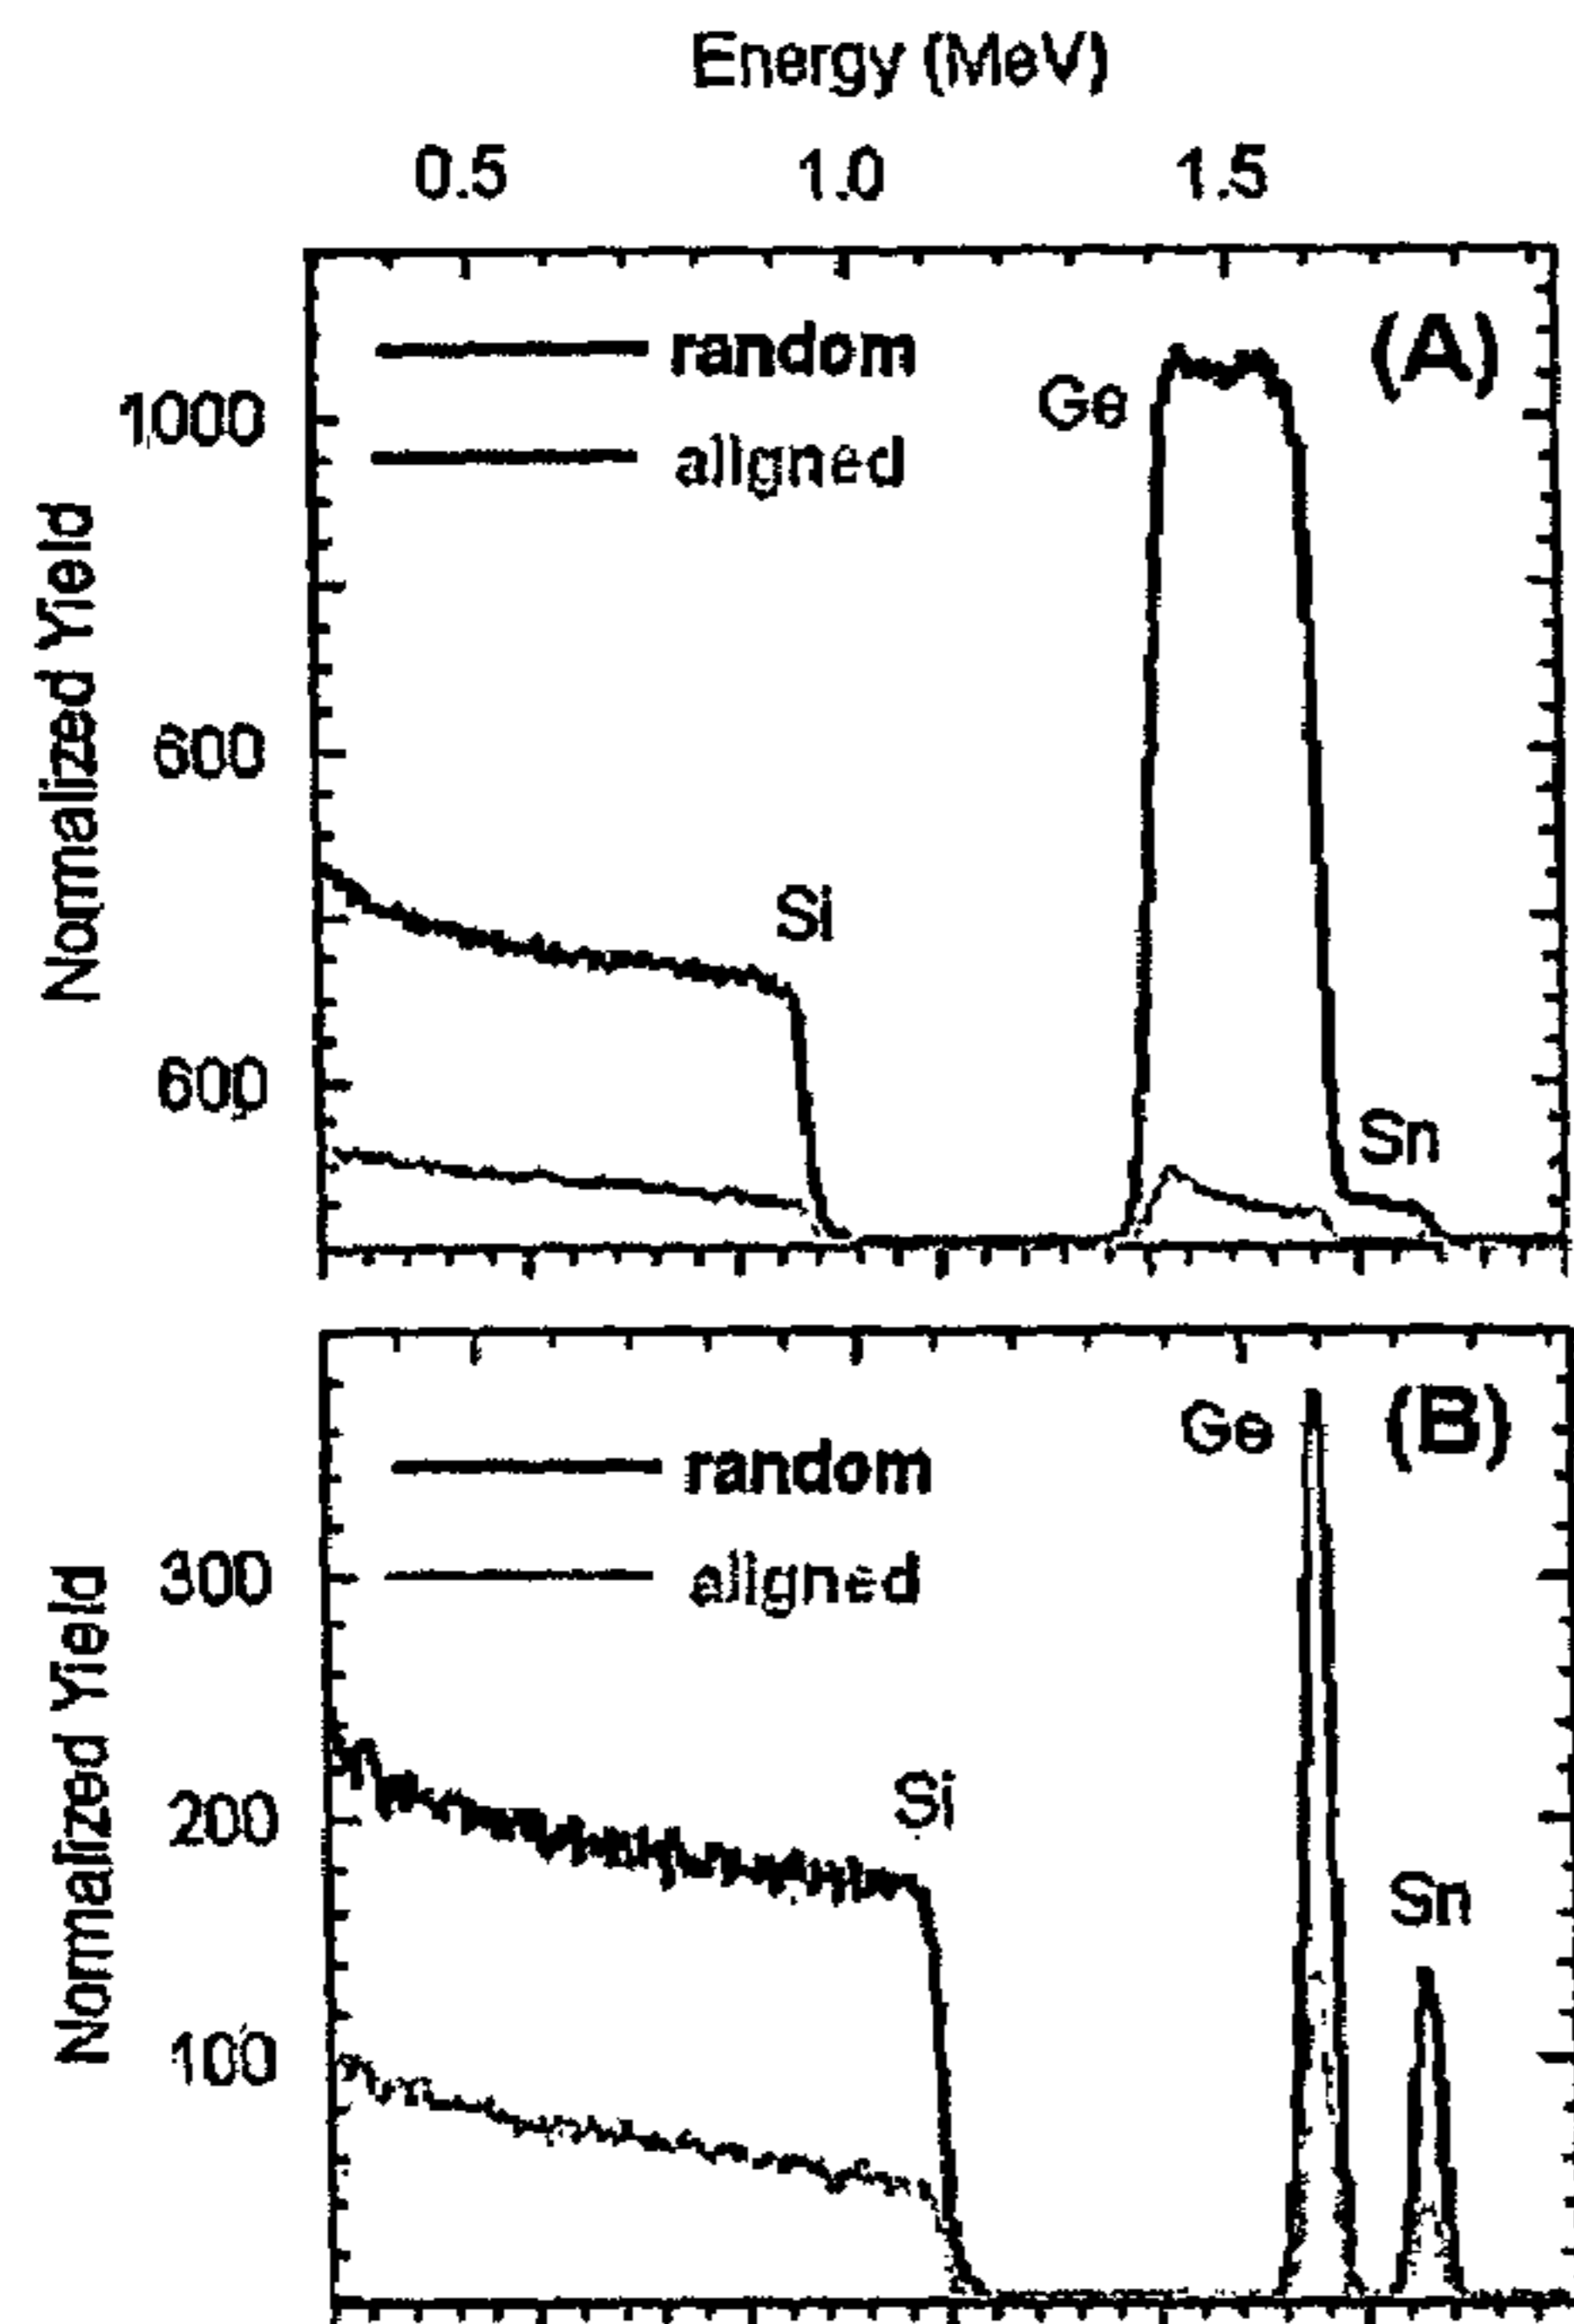 Energy (MeV)
0.5 1.0 1.5
random
(A)
Ge
1000
aligned
Normalized Yield
600
Si
600
Sn
Ge
(B)
random
300
aligned
Normalized Yield
200
Si
Sn
100